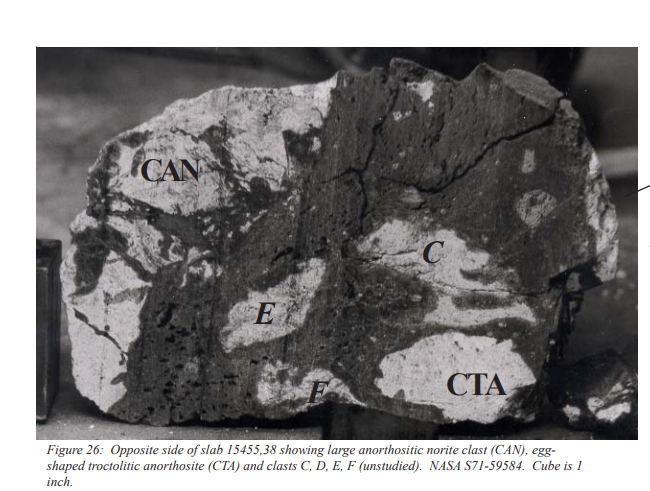 CAN
C
E
F
CTA
Figure 26: Opposite side of slab 15455,38 showing large anorthositic norite clast (CAN), egg-
shaped troctolitic anorthosite (CTA) and clasts C, D, E, F (unstudied). NASA S71-59584. Cube is 1
inch.